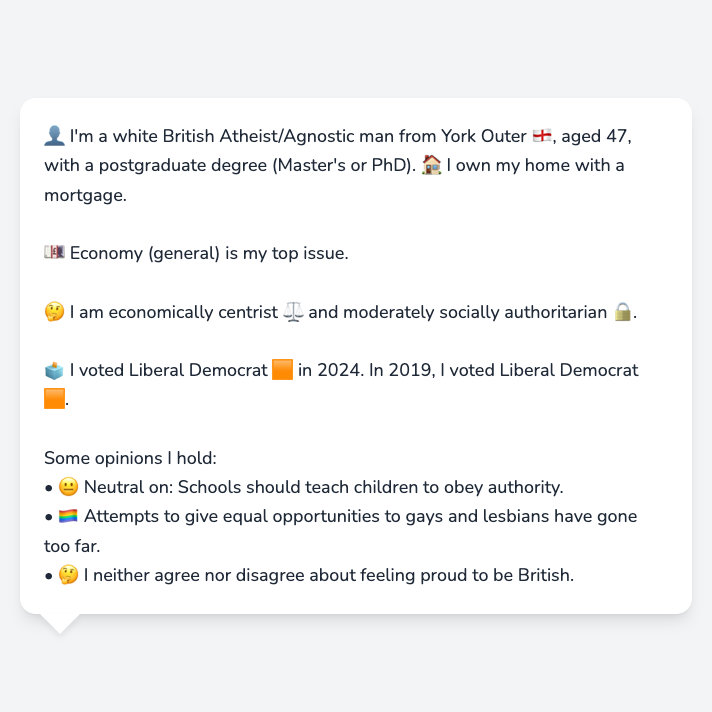 👤 I'm a white British Atheist/Agnostic man from York Outer 🏴󠁧󠁢󠁥󠁮󠁧󠁿, aged 47,
with a postgraduate degree (Master's or PhD). 🏠 I own my home with a
mortgage.
💷 Economy (general) is my top issue.
🤔 I am economically centrist ⚖️ and moderately socially authoritarian 🔒.
🗳️ I voted Liberal Democrat 🟧 in 2024. In 2019, I voted Liberal Democrat
🟧.
Some opinions I hold:
• 😐 Neutral on: Schools should teach children to obey authority.
• 🏳️‍🌈 Attempts to give equal opportunities to gays and lesbians have gone
too far.
• 🤔 I neither agree nor disagree about feeling proud to be British.